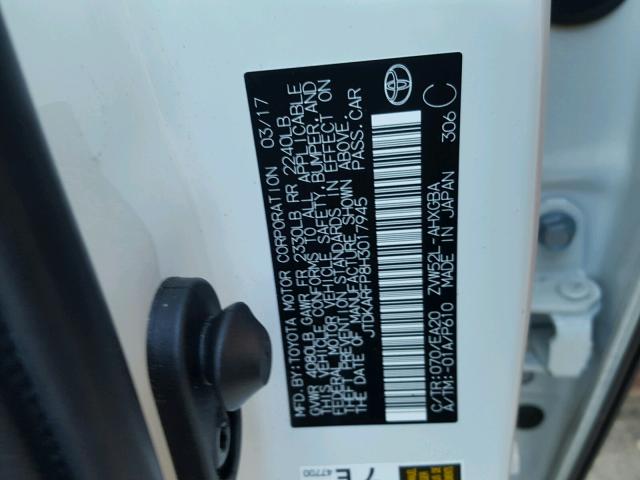 MFD.BY:TOYOTA MOTOR CORPORATION 03/17
GVWR 4080LB GAWR FR 2330LB RR 2240LB
THIS VEHICLE CONFORMS TO ALL APPLICABLE
FEDERAL MOTOR VEHICLE SAFETY, BUMPER, AND
THEFT PREVENTION STANDARDS IN EFFECT ON
THE DATE OF MANUFACTURE SHOWN ABOVE.
JTDKARFP8H3017945 PASS.CAR
C/TR:070/EA20 ZVW52L-AHXGBA
A/TM:-01A/P610 MADE IN JAPAN 306 C
47700